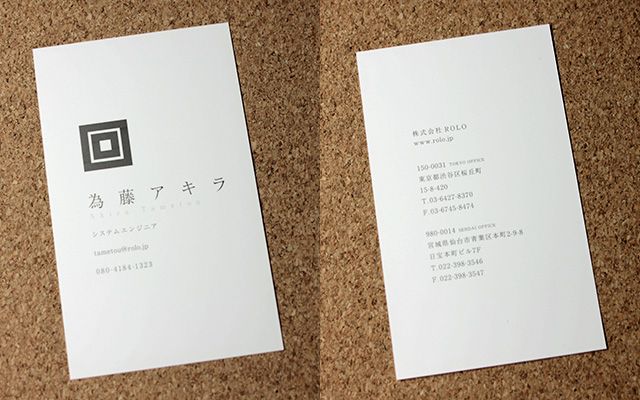 為藤アキラ
Akira Tametou
システムエンジニア
tametou@rolo.jp
080-4184-1323
株式会社 ROLO
www.rolo.jp
150-0031 TOKYO OFFICE
東京都渋谷区桜丘町
15-8-420
T.03-6427-8370
F.03-6745-8474
980-0014 SENDAI OFFICE
宮城県仙台市青葉区本町2-9-8
日宝本町ビル7F
T.022-398-3546
F.022-398-3547